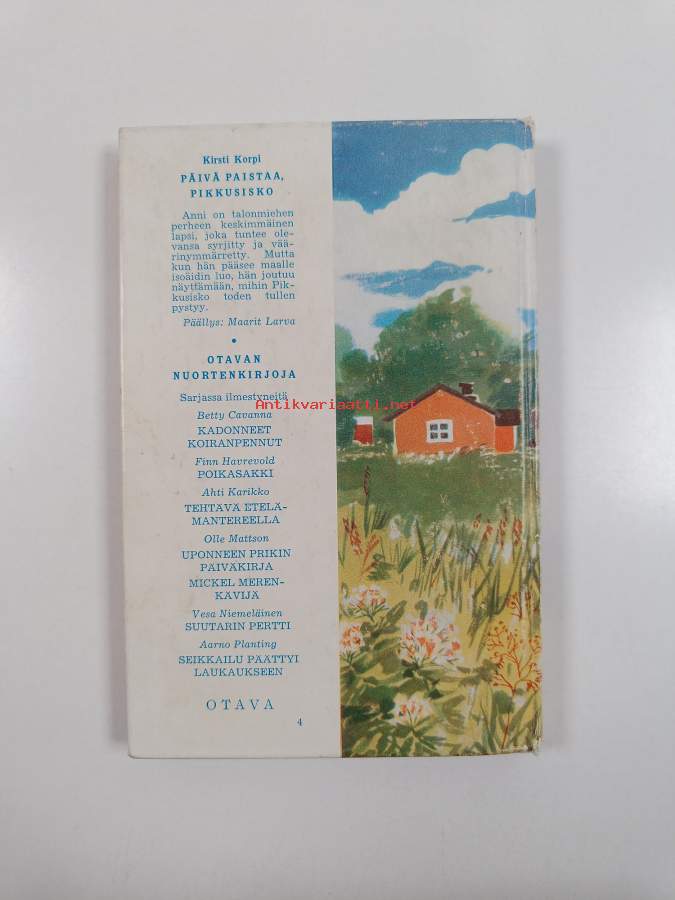 Kirsti Korpi
PÄIVÄ PAISTAA,
PIKKUSISKO
Anni on talonmiehen
perheen keskimmäinen
lapsi, joka tuntee ole-
vansa syrjitty ja vää-
rinymmärretty. Mutta
kun hän pääsee maalle
isoäidin luo, hän joutuu
näyttämään, mihin Pik-
kusisko toden tullen
pystyy.
Päällys: Maarit Larva
•
OTAVAN
NUORTENKIRJOJA
Sarjassa ilmestyneitä
Antikvariaatti.net
Betty Cavanna
KADONNEET
KOIRANPENNUT
Finn Havrevold
POIKASAKKI
Ahti Karikko
TEHTÄVÄ ETELÄ-
MANTEREELLA
Olle Mattson
UPONNEEN PRIKIN
PÄIVÄKIRJA
MICKEL MEREN-
KÄVIJÄ
Vesa Niemeläinen
SUUTARIN PERTTI
Aarno Planting
SEIKKAILU PÄÄTTYI
LAUKAUKSEEN
OTAVA
4